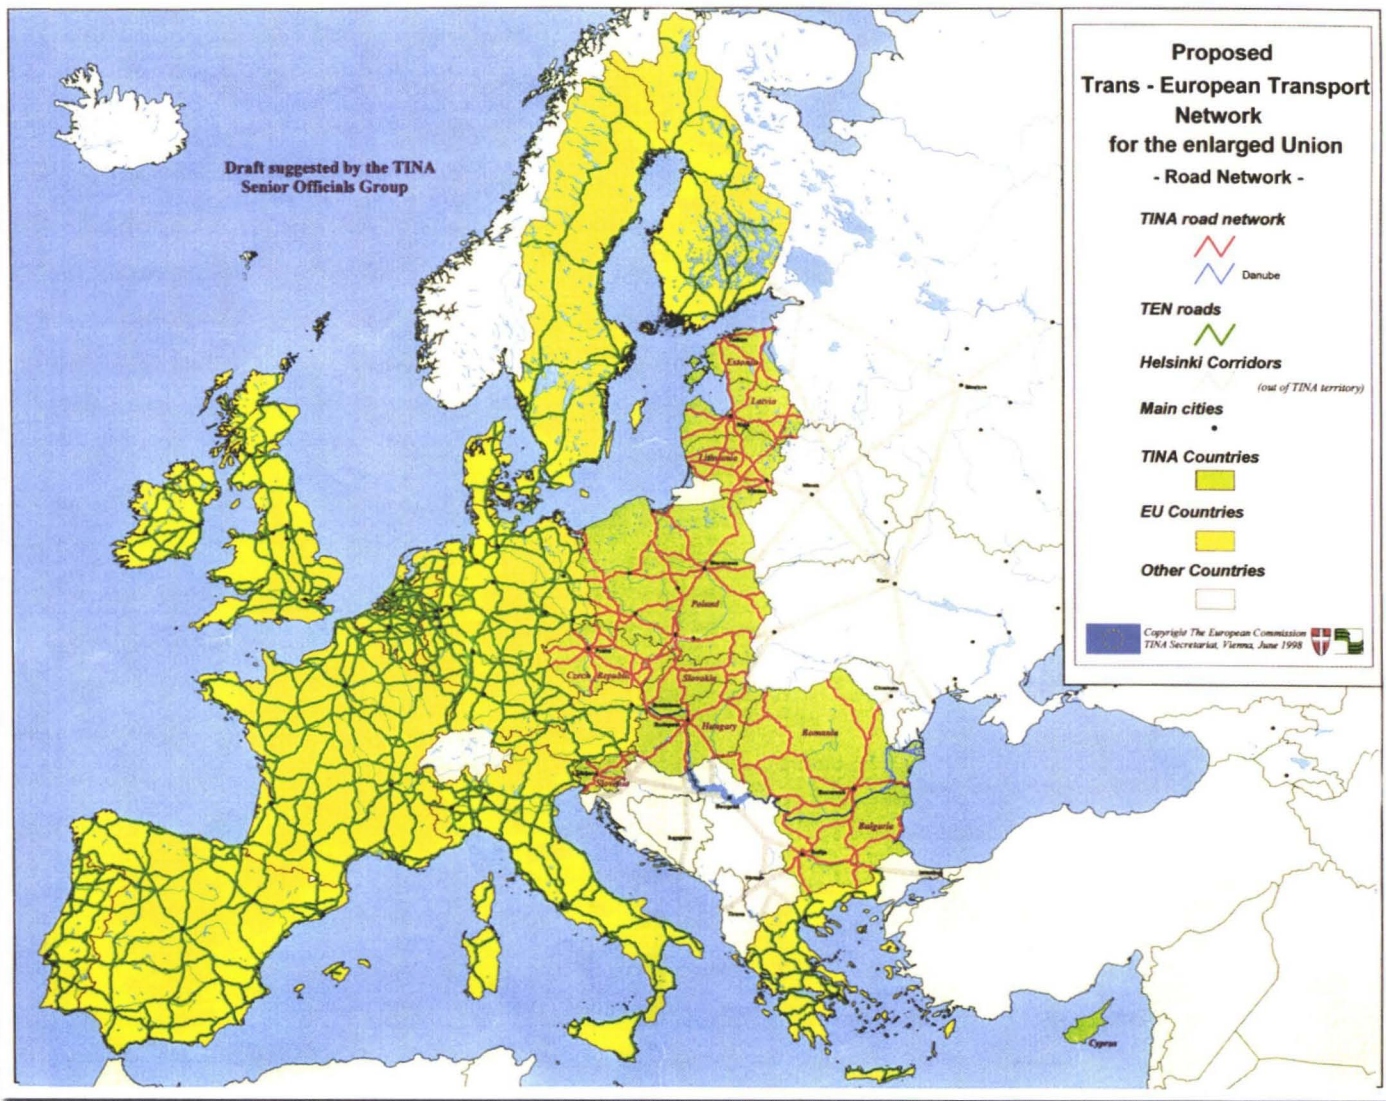 Proposed
Trans - European Transport
Network
for the enlarged Union
- Road Network -
TINA road network
Danube
TEN roads
Helsinki Corridors
(out of TINA territory)
Main cities
TINA Countries
EU Countries
Other Countries
Copyright The European Commission
TINA Secretariat, Vienna, June 1998
Draft suggested by the TINA
Senior Officials Group
Estonia
Latvia
Lithuania
Poland
Czech Republic
Slovakia
Hungary
Romania
Slovenia
Bulgaria
Cyprus
Kiev
Tirana